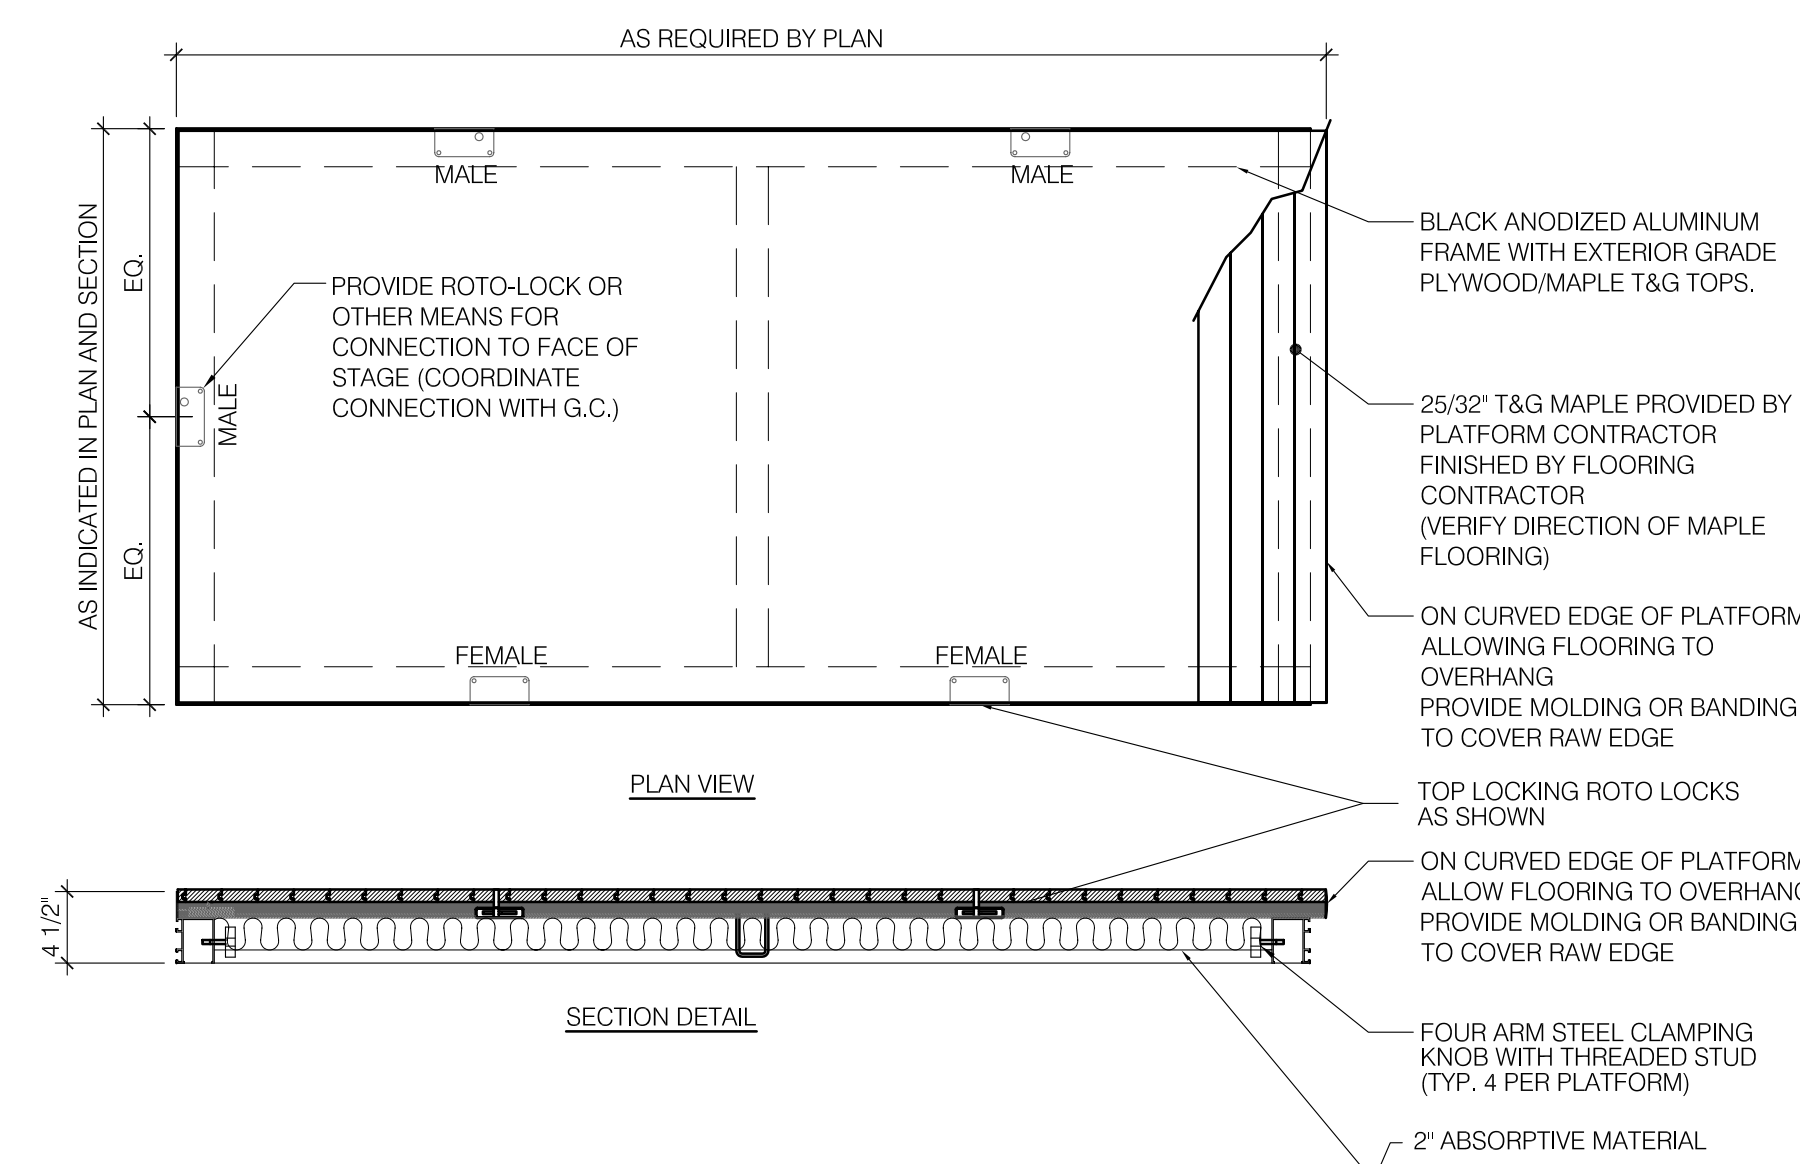 AS REQUIRED BY PLAN
MALE
MALE
AS INDICATED IN PLAN AND SECTION
EQ.
EQ.
PROVIDE ROTO-LOCK OR
OTHER MEANS FOR
CONNECTION TO FACE OF
STAGE (COORDINATE
CONNECTION WITH G.C.)
MALE
FEMALE
FEMALE
BLACK ANODIZED ALUMINUM
FRAME WITH EXTERIOR GRADE
PLYWOOD/MAPLE T&G TOPS.
25/32" T&G MAPLE PROVIDED BY
PLATFORM CONTRACTOR
FINISHED BY FLOORING
CONTRACTOR
(VERIFY DIRECTION OF MAPLE
FLOORING)
ON CURVED EDGE OF PLATFORM
ALLOWING FLOORING TO
OVERHANG
PROVIDE MOLDING OR BANDING
TO COVER RAW EDGE
PLAN VIEW
TOP LOCKING ROTO LOCKS
AS SHOWN
4 1/2"
ON CURVED EDGE OF PLATFORM
ALLOW FLOORING TO OVERHANG
PROVIDE MOLDING OR BANDING
TO COVER RAW EDGE
SECTION DETAIL
FOUR ARM STEEL CLAMPING
KNOB WITH THREADED STUD
(TYP. 4 PER PLATFORM)
2" ABSORPTIVE MATERIAL